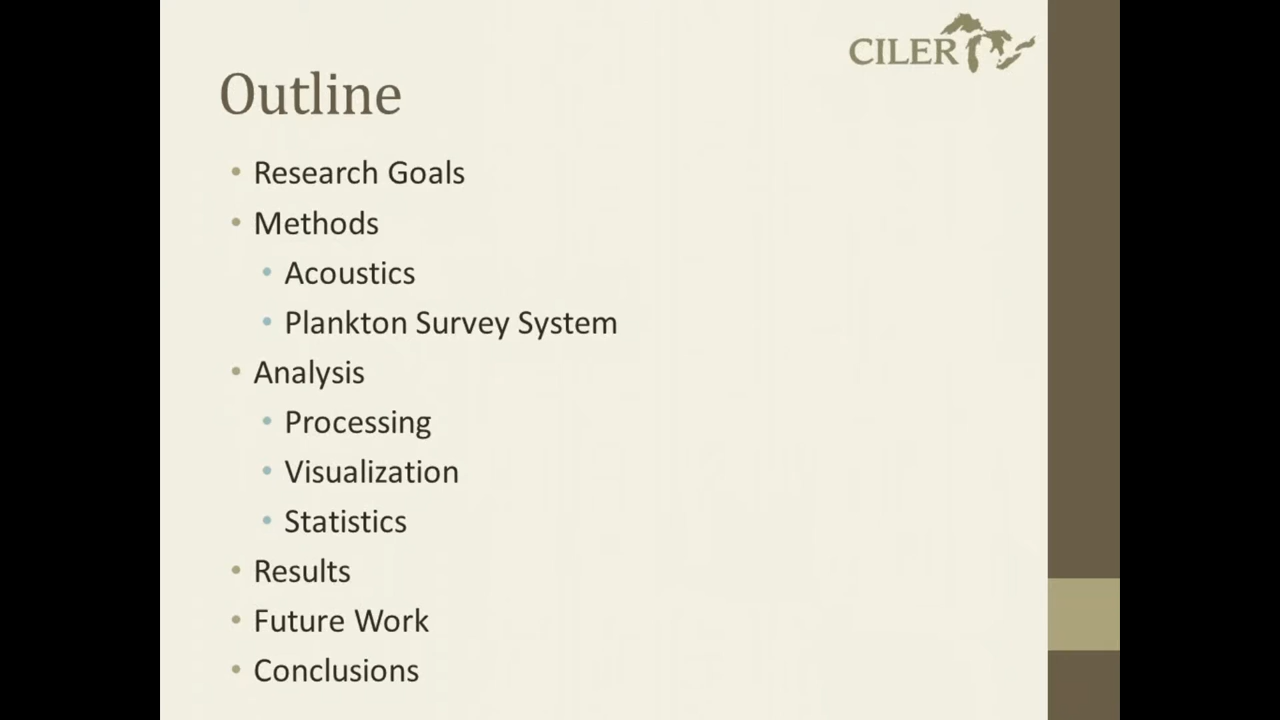 CILER
Outline
• Research Goals
• Methods
• Acoustics
• Plankton Survey System
• Analysis
• Processing
• Visualization
• Statistics
• Results
• Future Work
• Conclusions